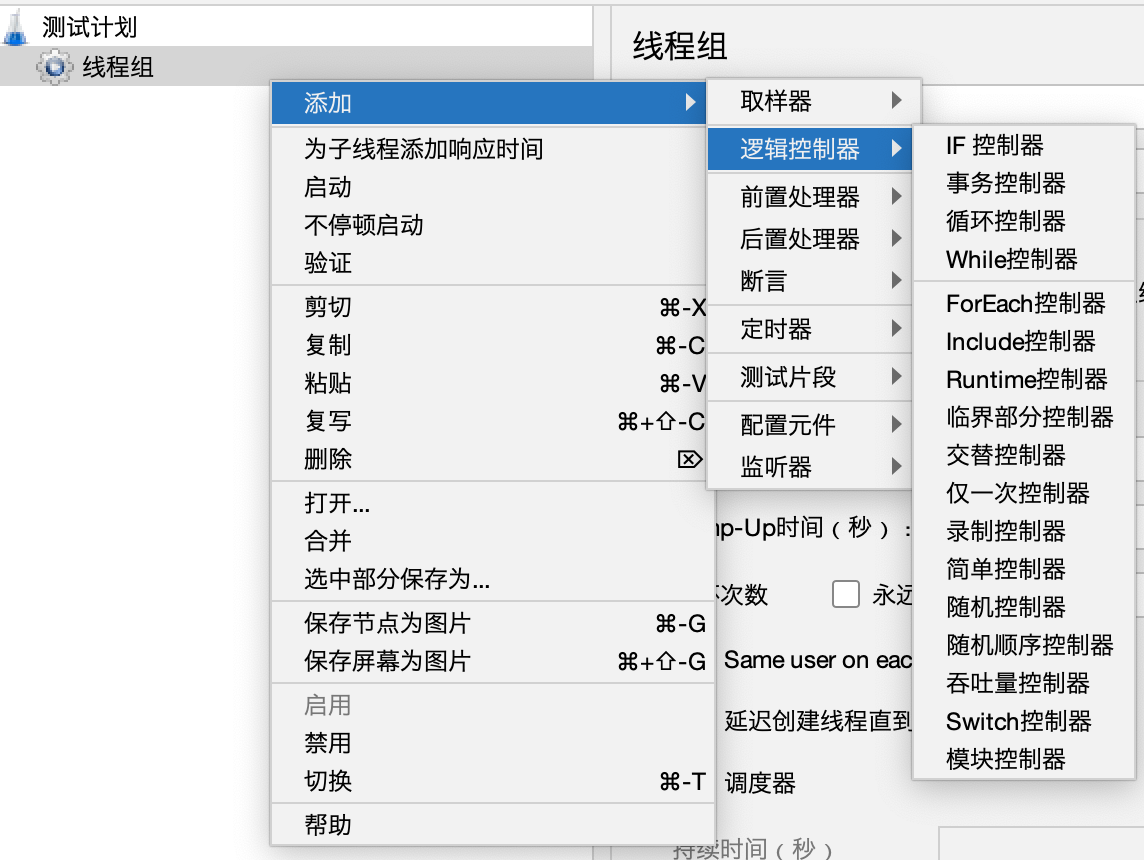 测试计划
线程组
线程组
添加
为子线程添加响应时间
启动
不停顿启动
验证
剪切 ⌘-X
复制 ⌘-C
粘贴 ⌘-V
复写 ⌘+⇧-C
删除 ⌦
打开...
合并
选中部分保存为...
保存节点为图片 ⌘-G
保存屏幕为图片 ⌘+⇧-G
启用
禁用
切换 ⌘-T
帮助
取样器
逻辑控制器
前置处理器
后置处理器
断言
定时器
测试片段
配置元件
监听器
IF 控制器
事务控制器
循环控制器
While控制器
ForEach控制器
Include控制器
Runtime控制器
临界部分控制器
交替控制器
仅一次控制器
录制控制器
简单控制器
随机控制器
随机顺序控制器
吞吐量控制器
Switch控制器
模块控制器
mp-Up时间（秒）:
次数 永远
Same user on eac
延迟创建线程直到
调度器
持续时间（秒）